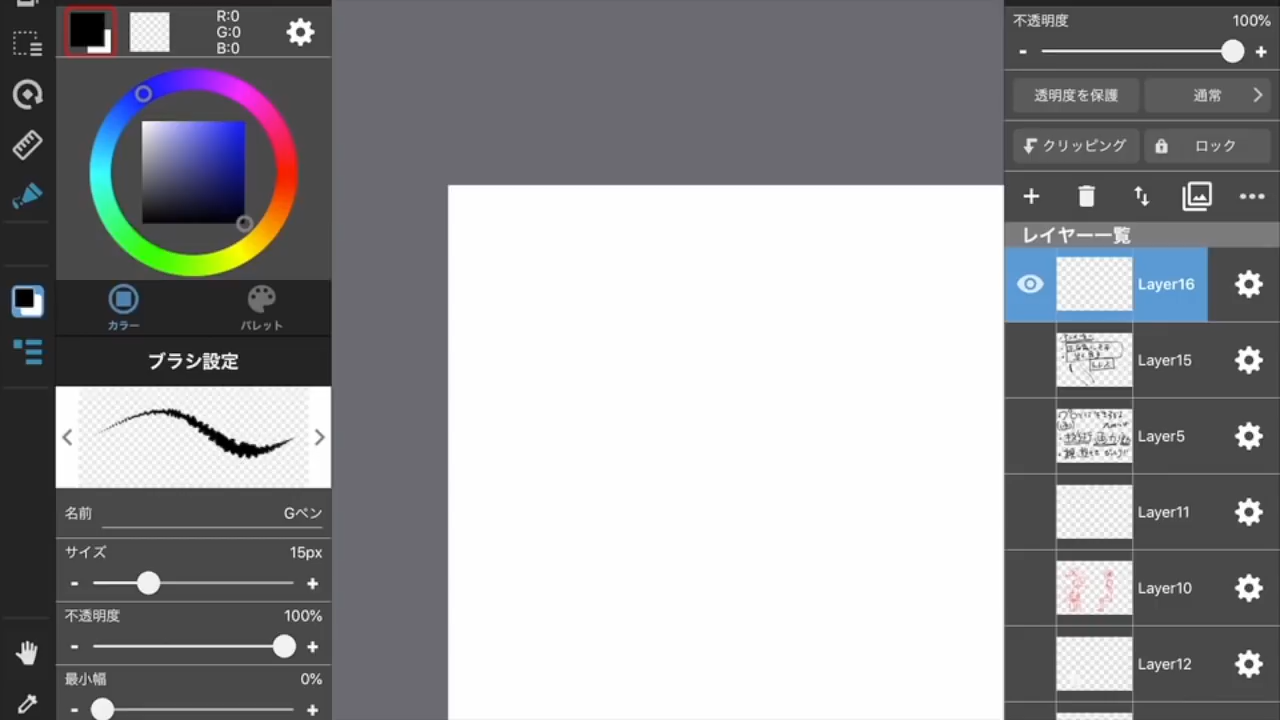 R:0
G:0
B:0
カラー
パレット
ブラシ設定
名前 Gペン
サイズ 15px
- +
不透明度 100%
- +
最小幅 0%
- +
不透明度 100%
- +
透明度を保護 通常
クリッピング ロック
レイヤー一覧
Layer16
Layer15
Layer5
Layer11
Layer10
Layer12